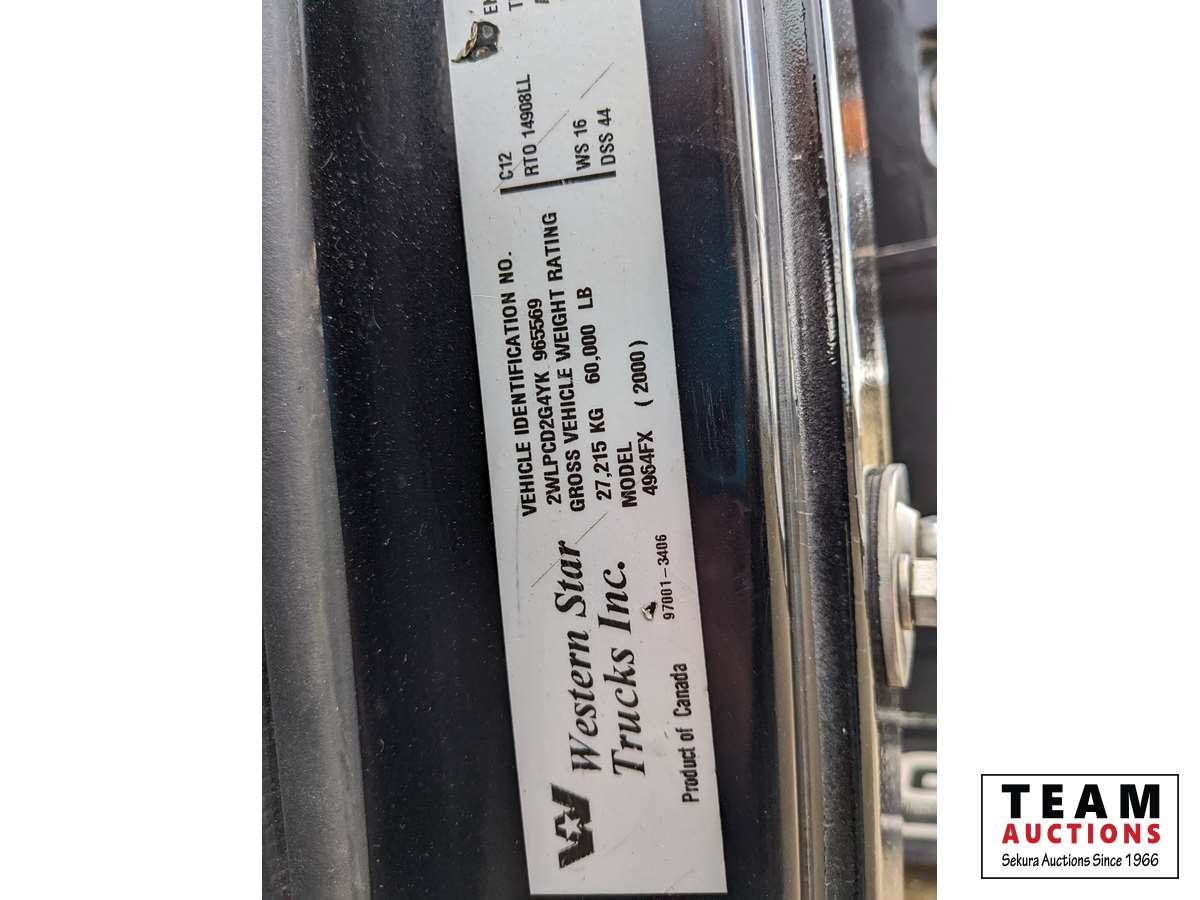 Western Star
Trucks Inc.
Product of Canada
97001-3406
VEHICLE IDENTIFICATION NO.
2WLPCD2G4YK 965569
GROSS VEHICLE WEIGHT RATING
27,215 KG 60,000 LB
MODEL
4964FX (2000)
C12
RTO 14908LL
WS 16
DSS 44
TEAM
AUCTIONS
Sekura Auctions Since 1966